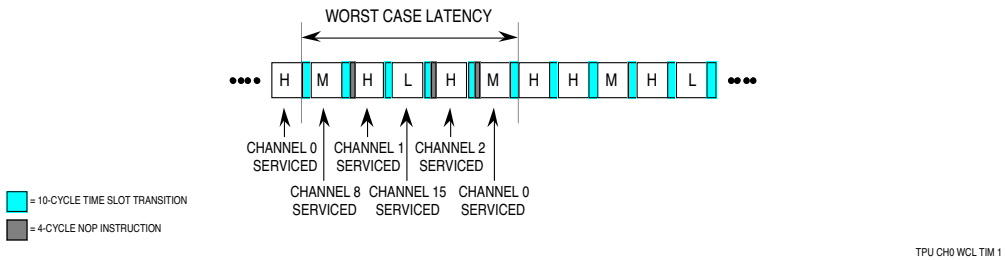 WORST CASE LATENCY
H M H L H M H H M H L
CHANNEL 0 SERVICED
CHANNEL 1 SERVICED
CHANNEL 2 SERVICED
CHANNEL 8 SERVICED
CHANNEL 15 SERVICED
CHANNEL 0 SERVICED
= 10-CYCLE TIME SLOT TRANSITION
= 4-CYCLE NOP INSTRUCTION
TPU CH0 WCL TIM 1